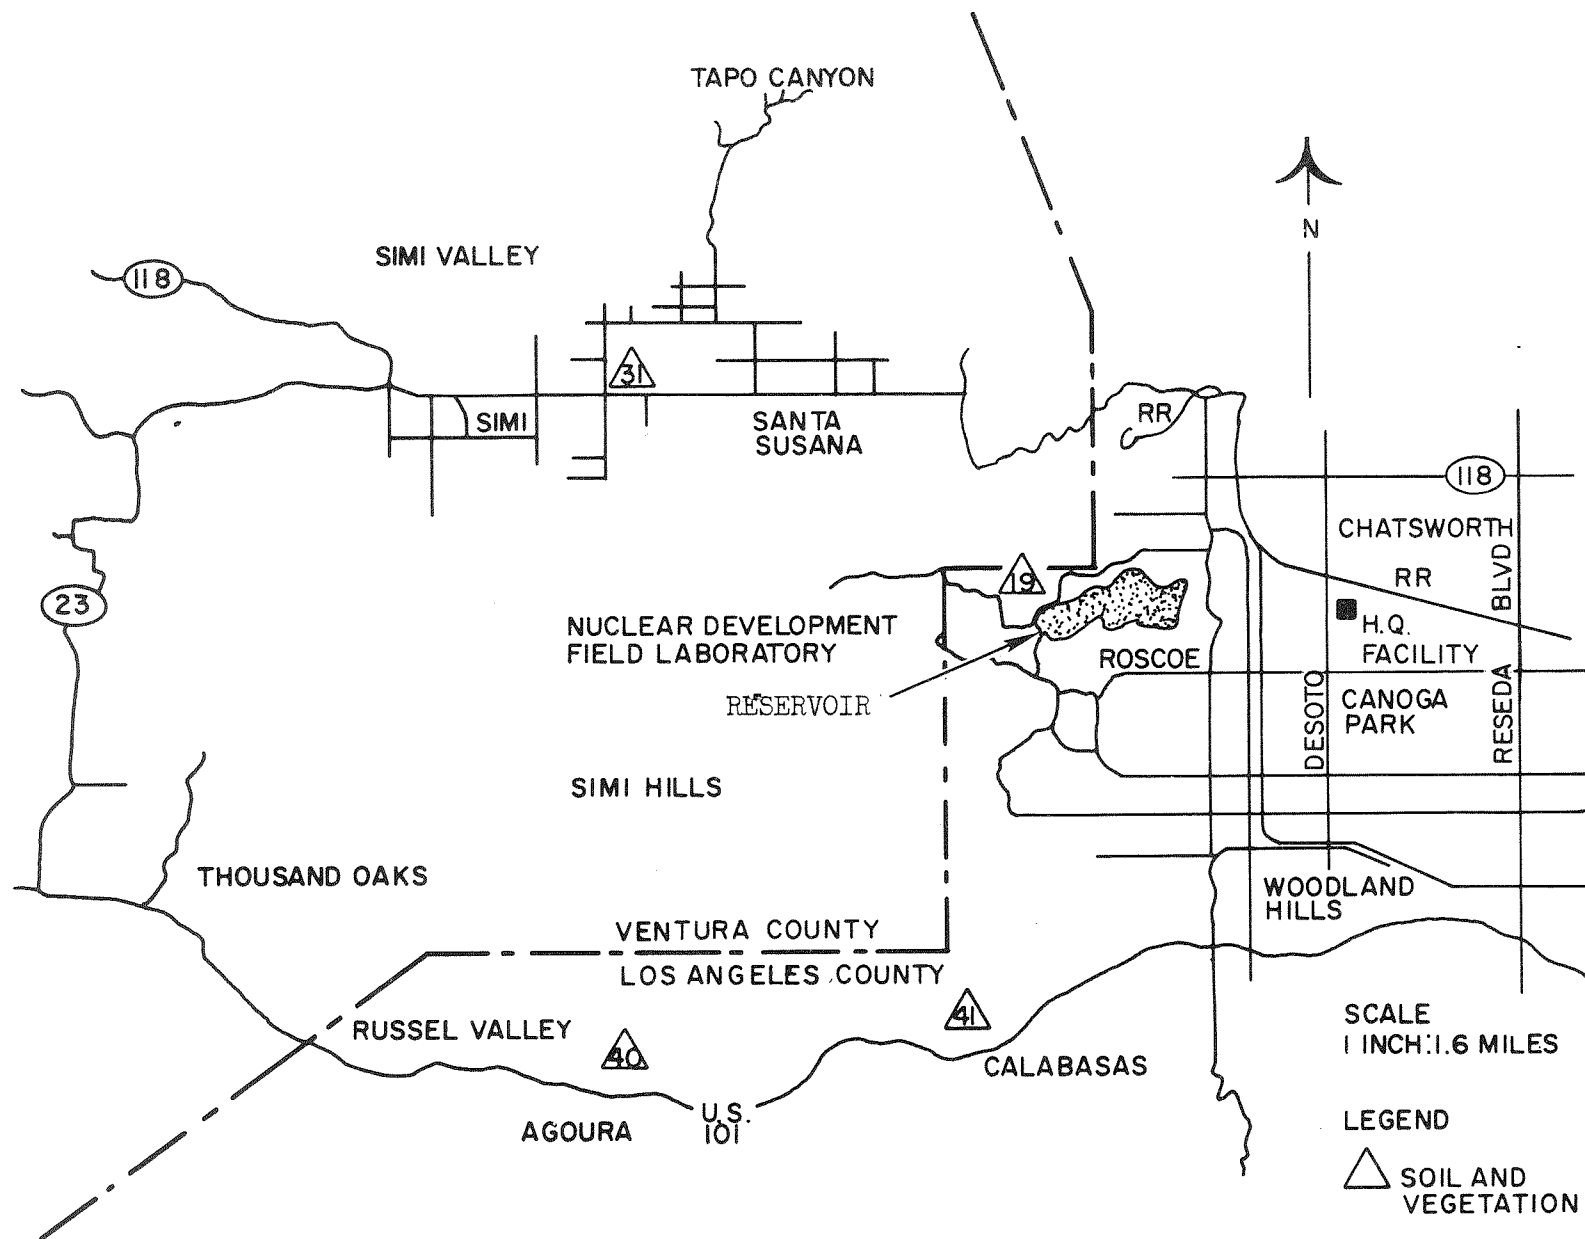 TAPO CANYON
N
SIMI VALLEY
118
31
SIMI
SANTA
SUSANA
RR
118
CHATSWORTH
RR
RESEDA BLVD
23
19
NUCLEAR DEVELOPMENT
FIELD LABORATORY
H.Q.
FACILITY
ROSCOE
RESERVOIR
DESOTO
CANOGA
PARK
SIMI HILLS
THOUSAND OAKS
WOODLAND
HILLS
VENTURA COUNTY
LOS ANGELES COUNTY
RUSSEL VALLEY
40
41
CALABASAS
AGOURA
U.S.
101
SCALE
1 INCH:1.6 MILES
LEGEND
SOIL AND
VEGETATION